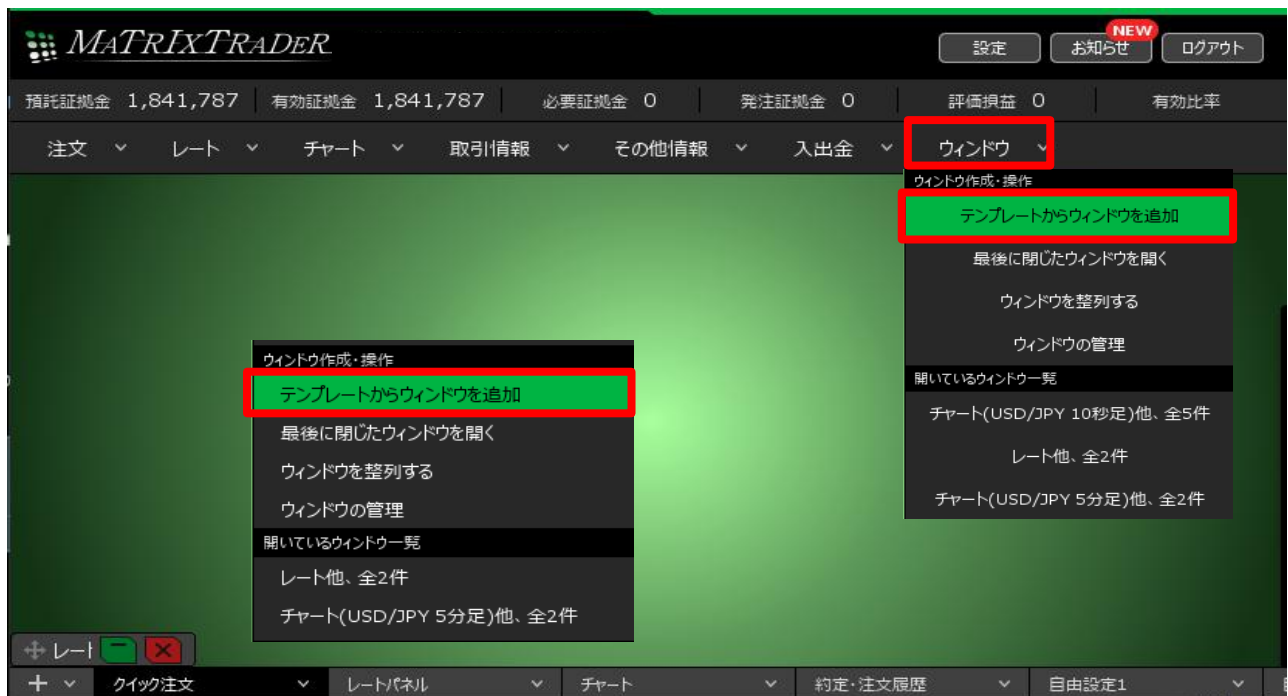 MATRIXTRADER
設定 お知らせ NEW ログアウト
預託証拠金 1,841,787 有効証拠金 1,841,787 必要証拠金 0 発注証拠金 0 評価損益 0 有効比率
注文 レート チャート 取引情報 その他情報 入出金 ウィンドウ
ウィンドウ作成・操作
テンプレートからウィンドウを追加
最後に閉じたウィンドウを開く
ウィンドウを整列する
ウィンドウの管理
開いているウィンドウ一覧
チャート(USD/JPY 10秒足)他、全5件
レート他、全2件
チャート(USD/JPY 5分足)他、全2件
ウィンドウ作成・操作
テンプレートからウィンドウを追加
最後に閉じたウィンドウを開く
ウィンドウを整列する
ウィンドウの管理
開いているウィンドウ一覧
レート他、全2件
チャート(USD/JPY 5分足)他、全2件
レート
クイック注文 レートパネル チャート 約定・注文履歴 自由設定1